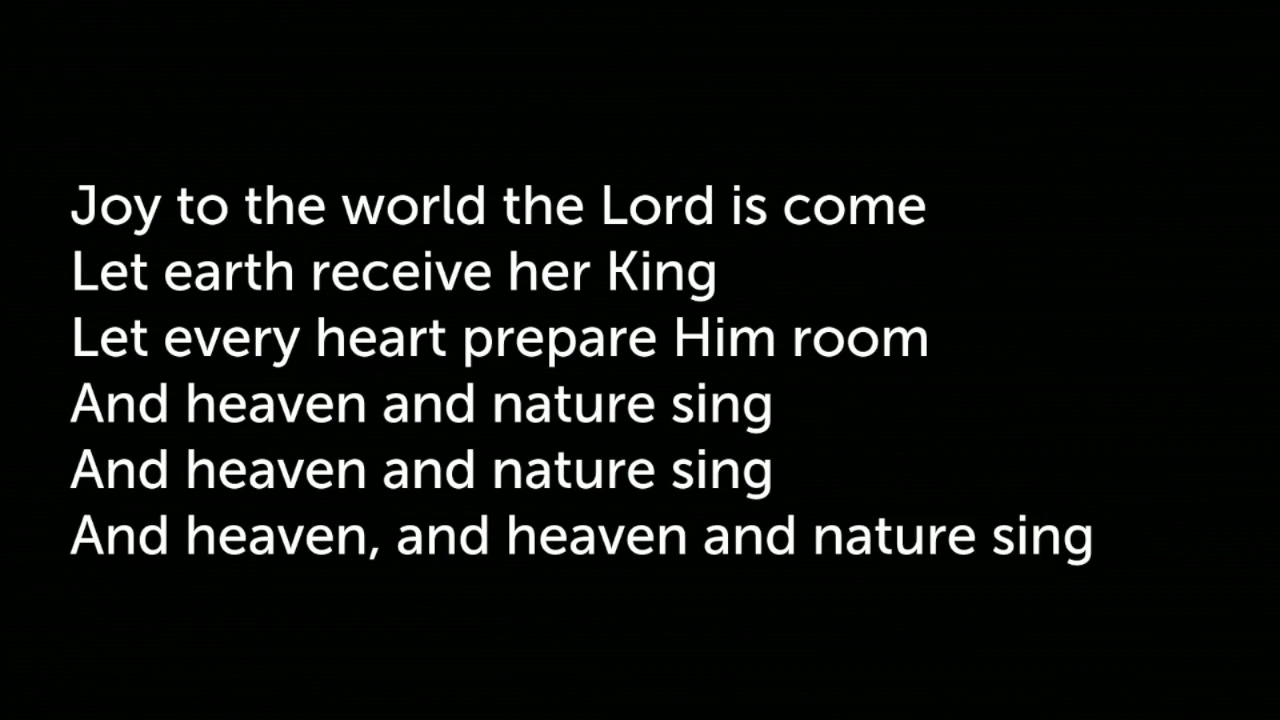 Joy to the world the Lord is come
Let earth receive her King
Let every heart prepare Him room
And heaven and nature sing
And heaven and nature sing
And heaven, and heaven and nature sing